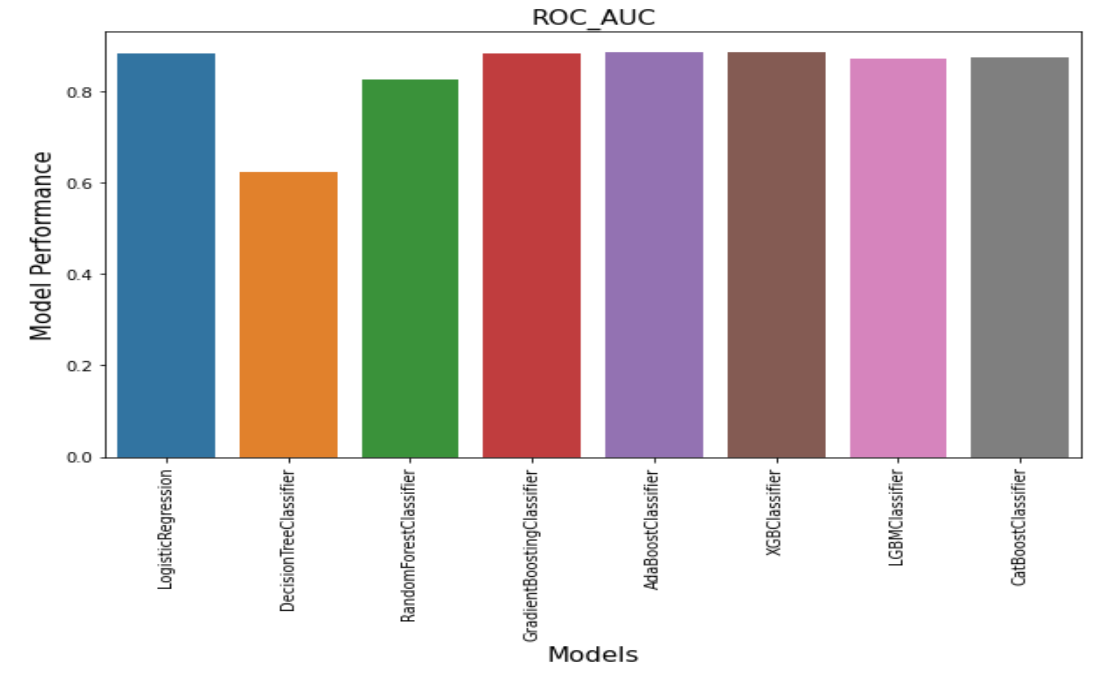 ROC_AUC
Model Performance
0.8
0.6
0.4
0.2
0.0
LogisticRegression
DecisionTreeClassifier
RandomForestClassifier
GradientBoostingClassifier
AdaBoostClassifier
XGBClassifier
LGBMClassifier
CatBoostClassifier
Models